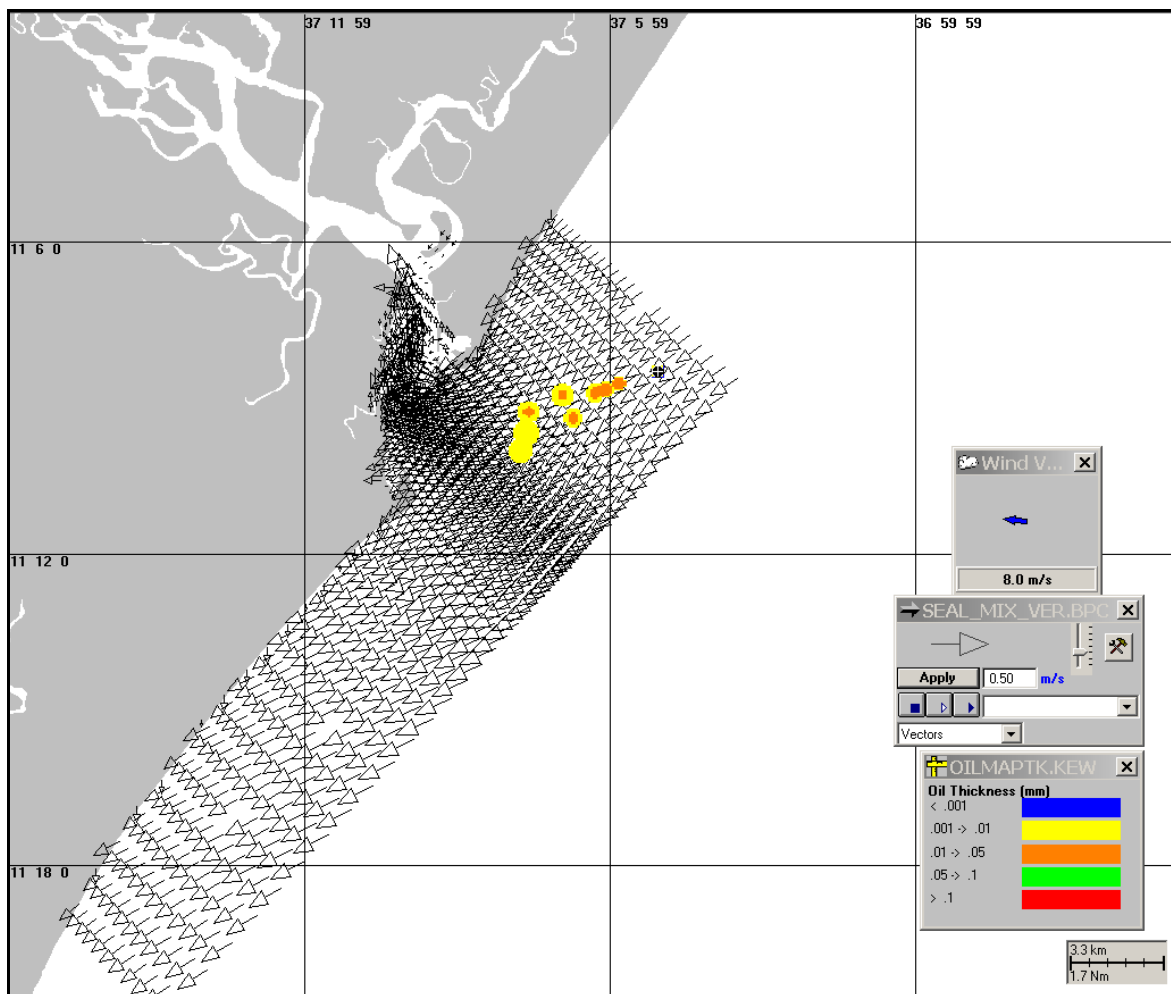 37 11 59
37 5 59
36 59 59
11 6 0
11 12 0
11 18 0
Wind V...
8.0 m/s
SEAL_MIX_VER.BPC
Apply
0.50
m/s
Vectors
OILMAPTK.KEW
Oil Thickness (mm)
< .001
.001 -> .01
.01 -> .05
.05 -> .1
> .1
3.3 km
1.7 Nm